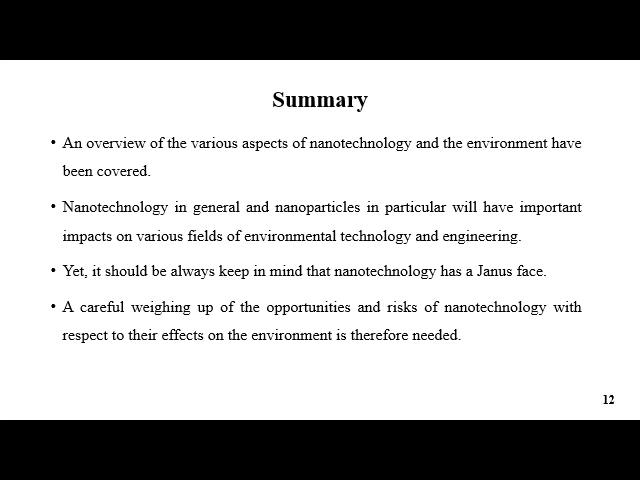 Summary
• An overview of the various aspects of nanotechnology and the environment have
been covered.
• Nanotechnology in general and nanoparticles in particular will have important
impacts on various fields of environmental technology and engineering.
• Yet, it should be always keep in mind that nanotechnology has a Janus face.
• A careful weighing up of the opportunities and risks of nanotechnology with
respect to their effects on the environment is therefore needed.
12